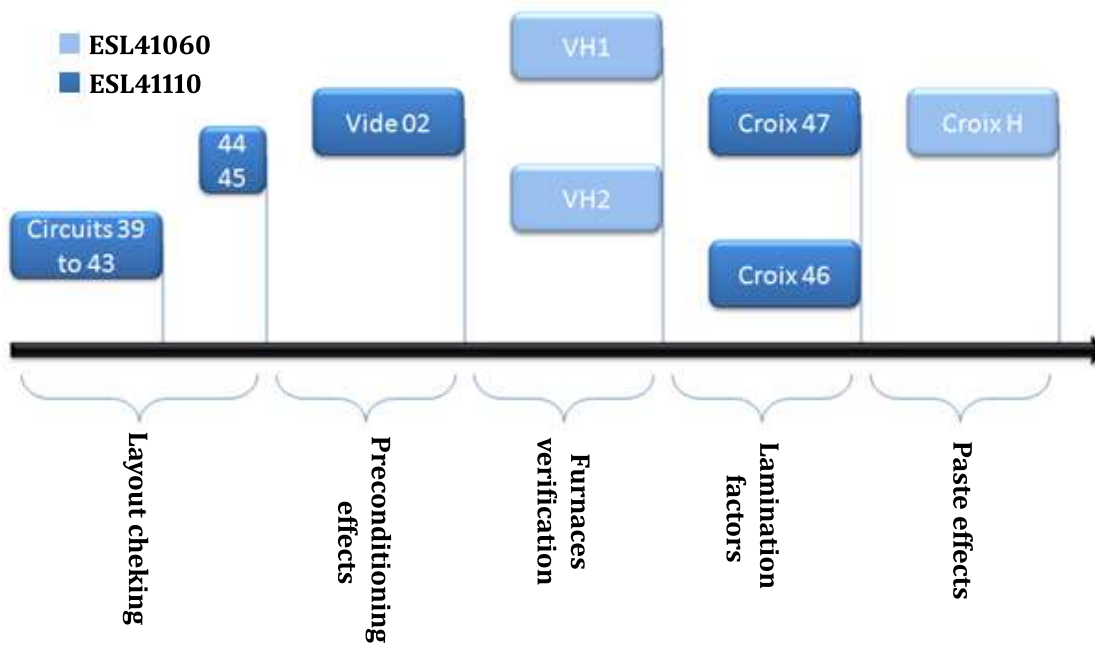 ESL41060
ESL41110
Circuits 39
to 43
44
45
Vide 02
VH1
VH2
Croix 47
Croix 46
Croix H
Layout cheking
Preconditioning
effects
Furnaces
verification
Lamination
factors
Paste effects